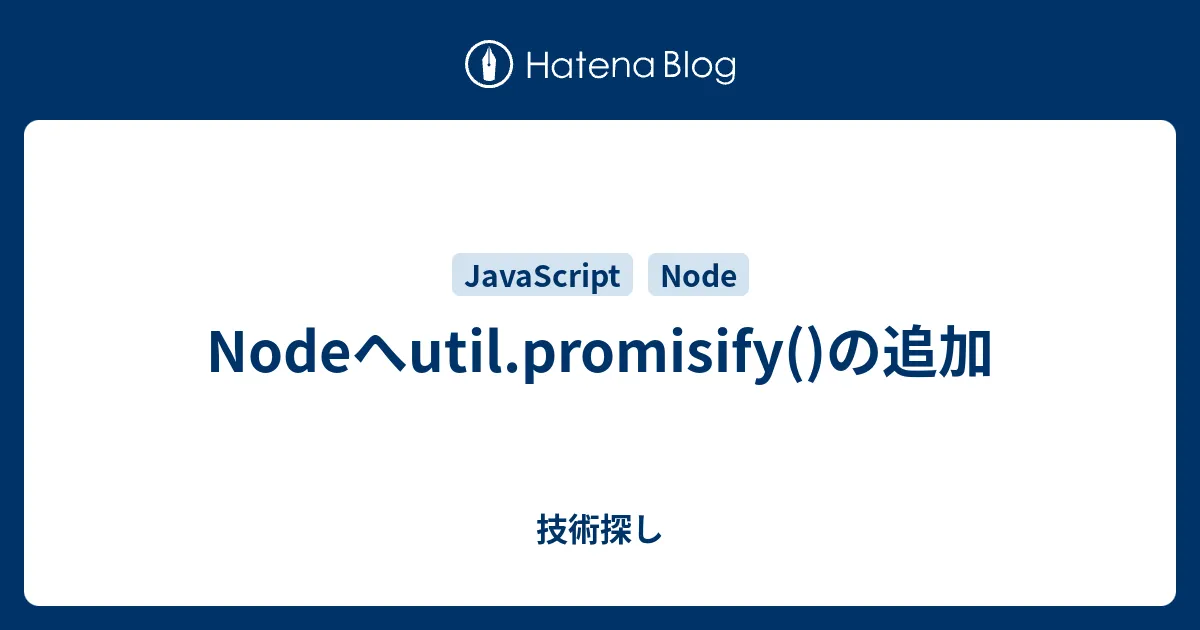 Hatena Blog
JavaScript Node
Nodeへutil.promisify()の追加
技術探し